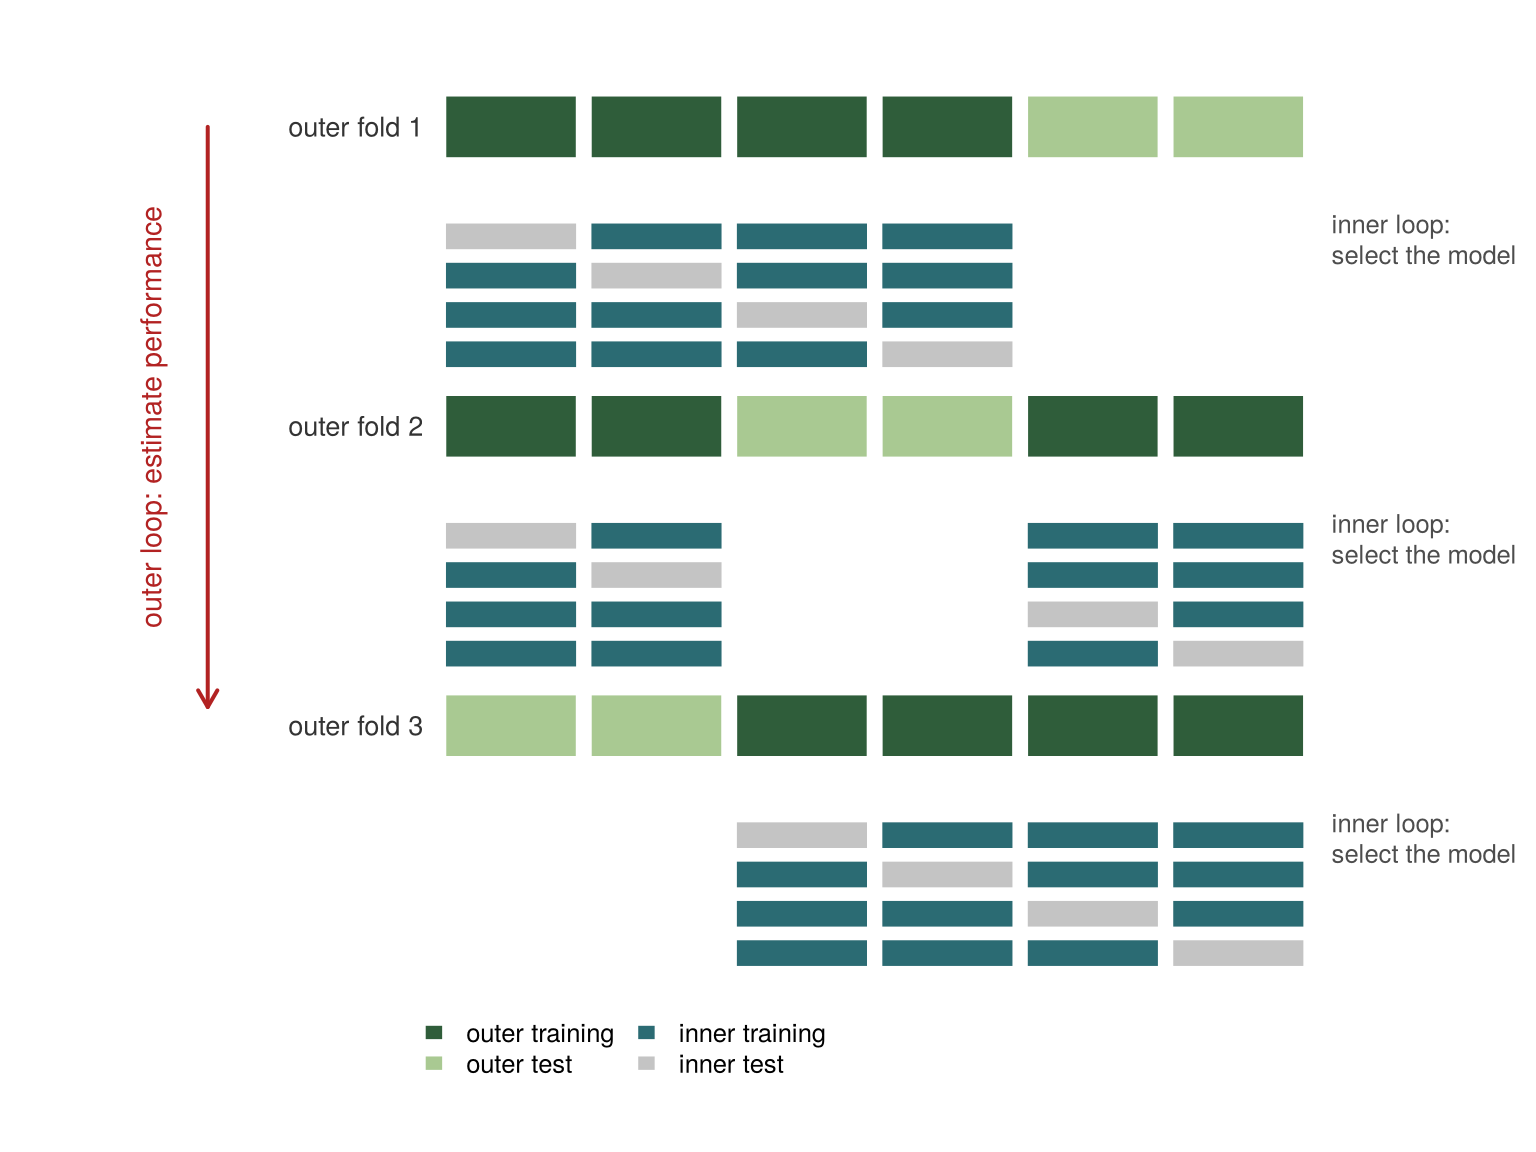 outer loop: estimate performance
outer fold 1
inner loop:
select the model
outer fold 2
inner loop:
select the model
outer fold 3
inner loop:
select the model
outer training
inner training
outer test
inner test